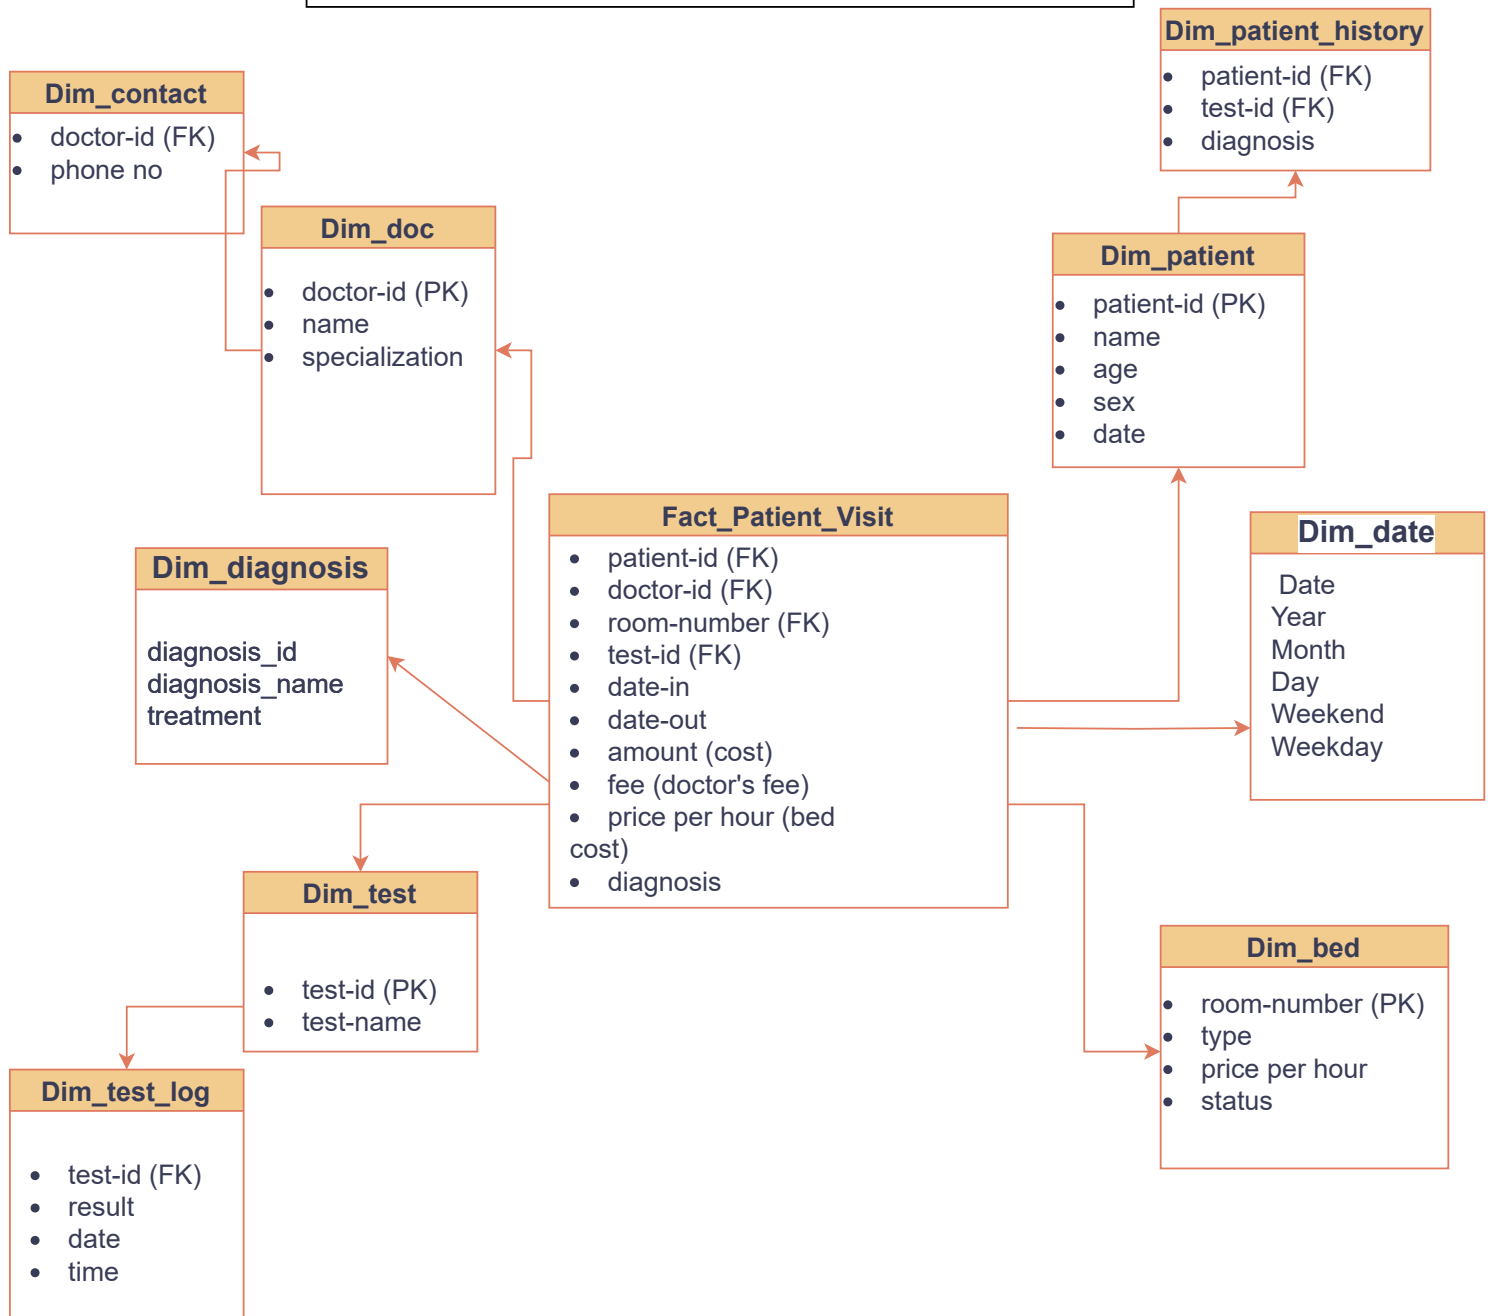 Dim_patient_history
• patient-id (FK)
• test-id (FK)
• diagnosis
Dim_contact
• doctor-id (FK)
• phone no
Dim_doc
• doctor-id (PK)
• name
• specialization
Dim_patient
• patient-id (PK)
• name
• age
• sex
• date
Fact_Patient_Visit
• patient-id (FK)
• doctor-id (FK)
• room-number (FK)
• test-id (FK)
• date-in
• date-out
• amount (cost)
• fee (doctor's fee)
• price per hour (bed
cost)
• diagnosis
Dim_date
Date
Year
Month
Day
Weekend
Weekday
Dim_diagnosis
diagnosis_id
diagnosis_name
treatment
Dim_test
• test-id (PK)
• test-name
Dim_bed
• room-number (PK)
• type
• price per hour
• status
Dim_test_log
• test-id (FK)
• result
• date
• time